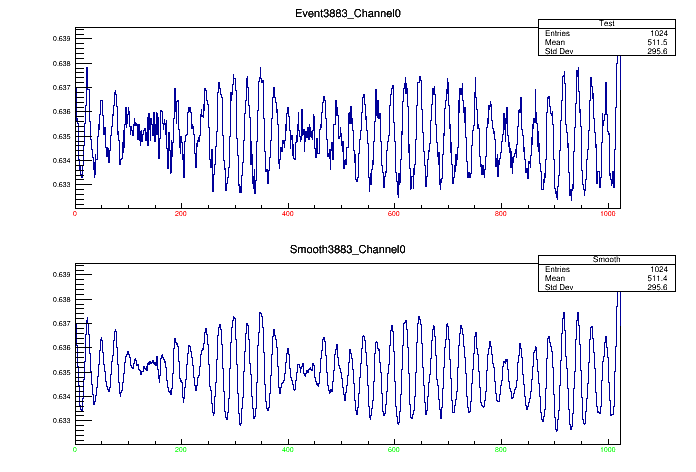 Event3883_Channel0
Test
Entries 1024
Mean 511.5
Std Dev 295.6
0.639
0.638
0.637
0.636
0.635
0.634
0.633
0 200 400 600 800 1000
Smooth3883_Channel0
Smooth
Entries 1024
Mean 511.4
Std Dev 295.6
0.639
0.638
0.637
0.636
0.635
0.634
0.633
0 200 400 600 800 1000